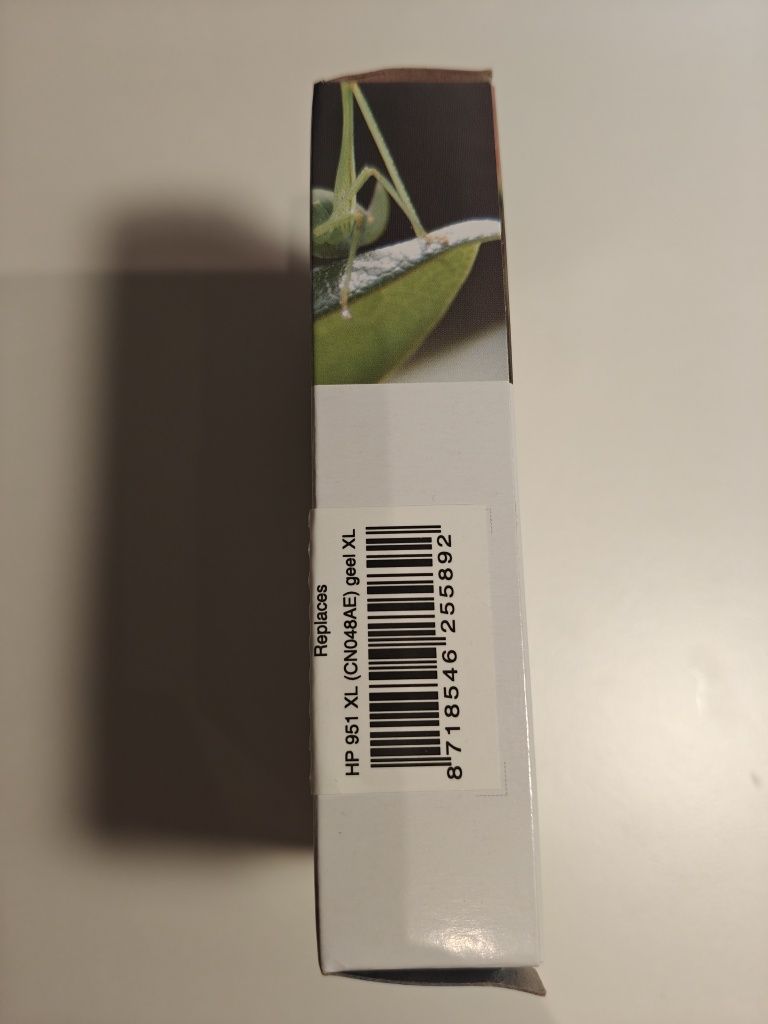 Replaces
HP 951 XL (CN048AE) geel XL
8 718546 255892